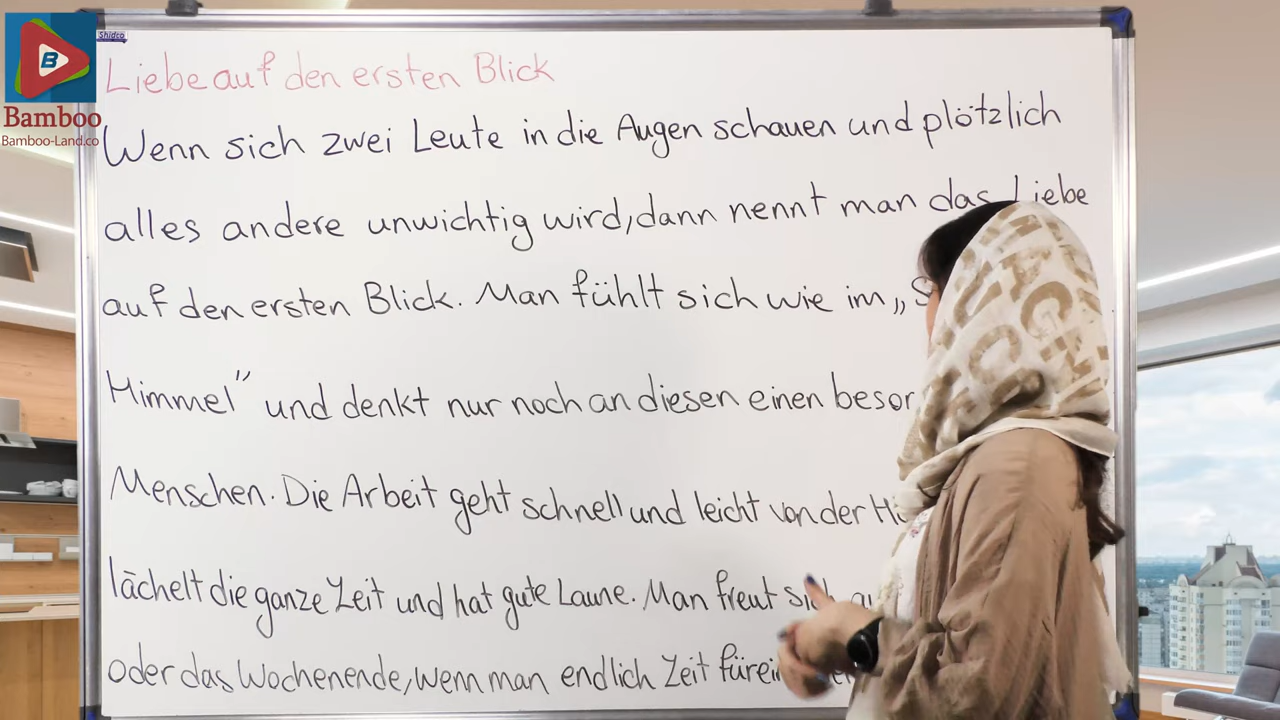 B
Bamboo
Bamboo-Land.co
Shidco
Liebe auf den ersten Blick
Wenn sich zwei Leute in die Augen schauen und plötzlich
alles andere unwichtig wird, dann nennt man das Liebe
auf den ersten Blick. Man fühlt sich wie im „
Himmel" und denkt nur noch an diesen einen
Menschen. Die Arbeit geht schnell und leicht von der
lächelt die ganze Zeit und hat gute Laune. Man freut sich
oder das Wochenende, wenn man endlich Zeit